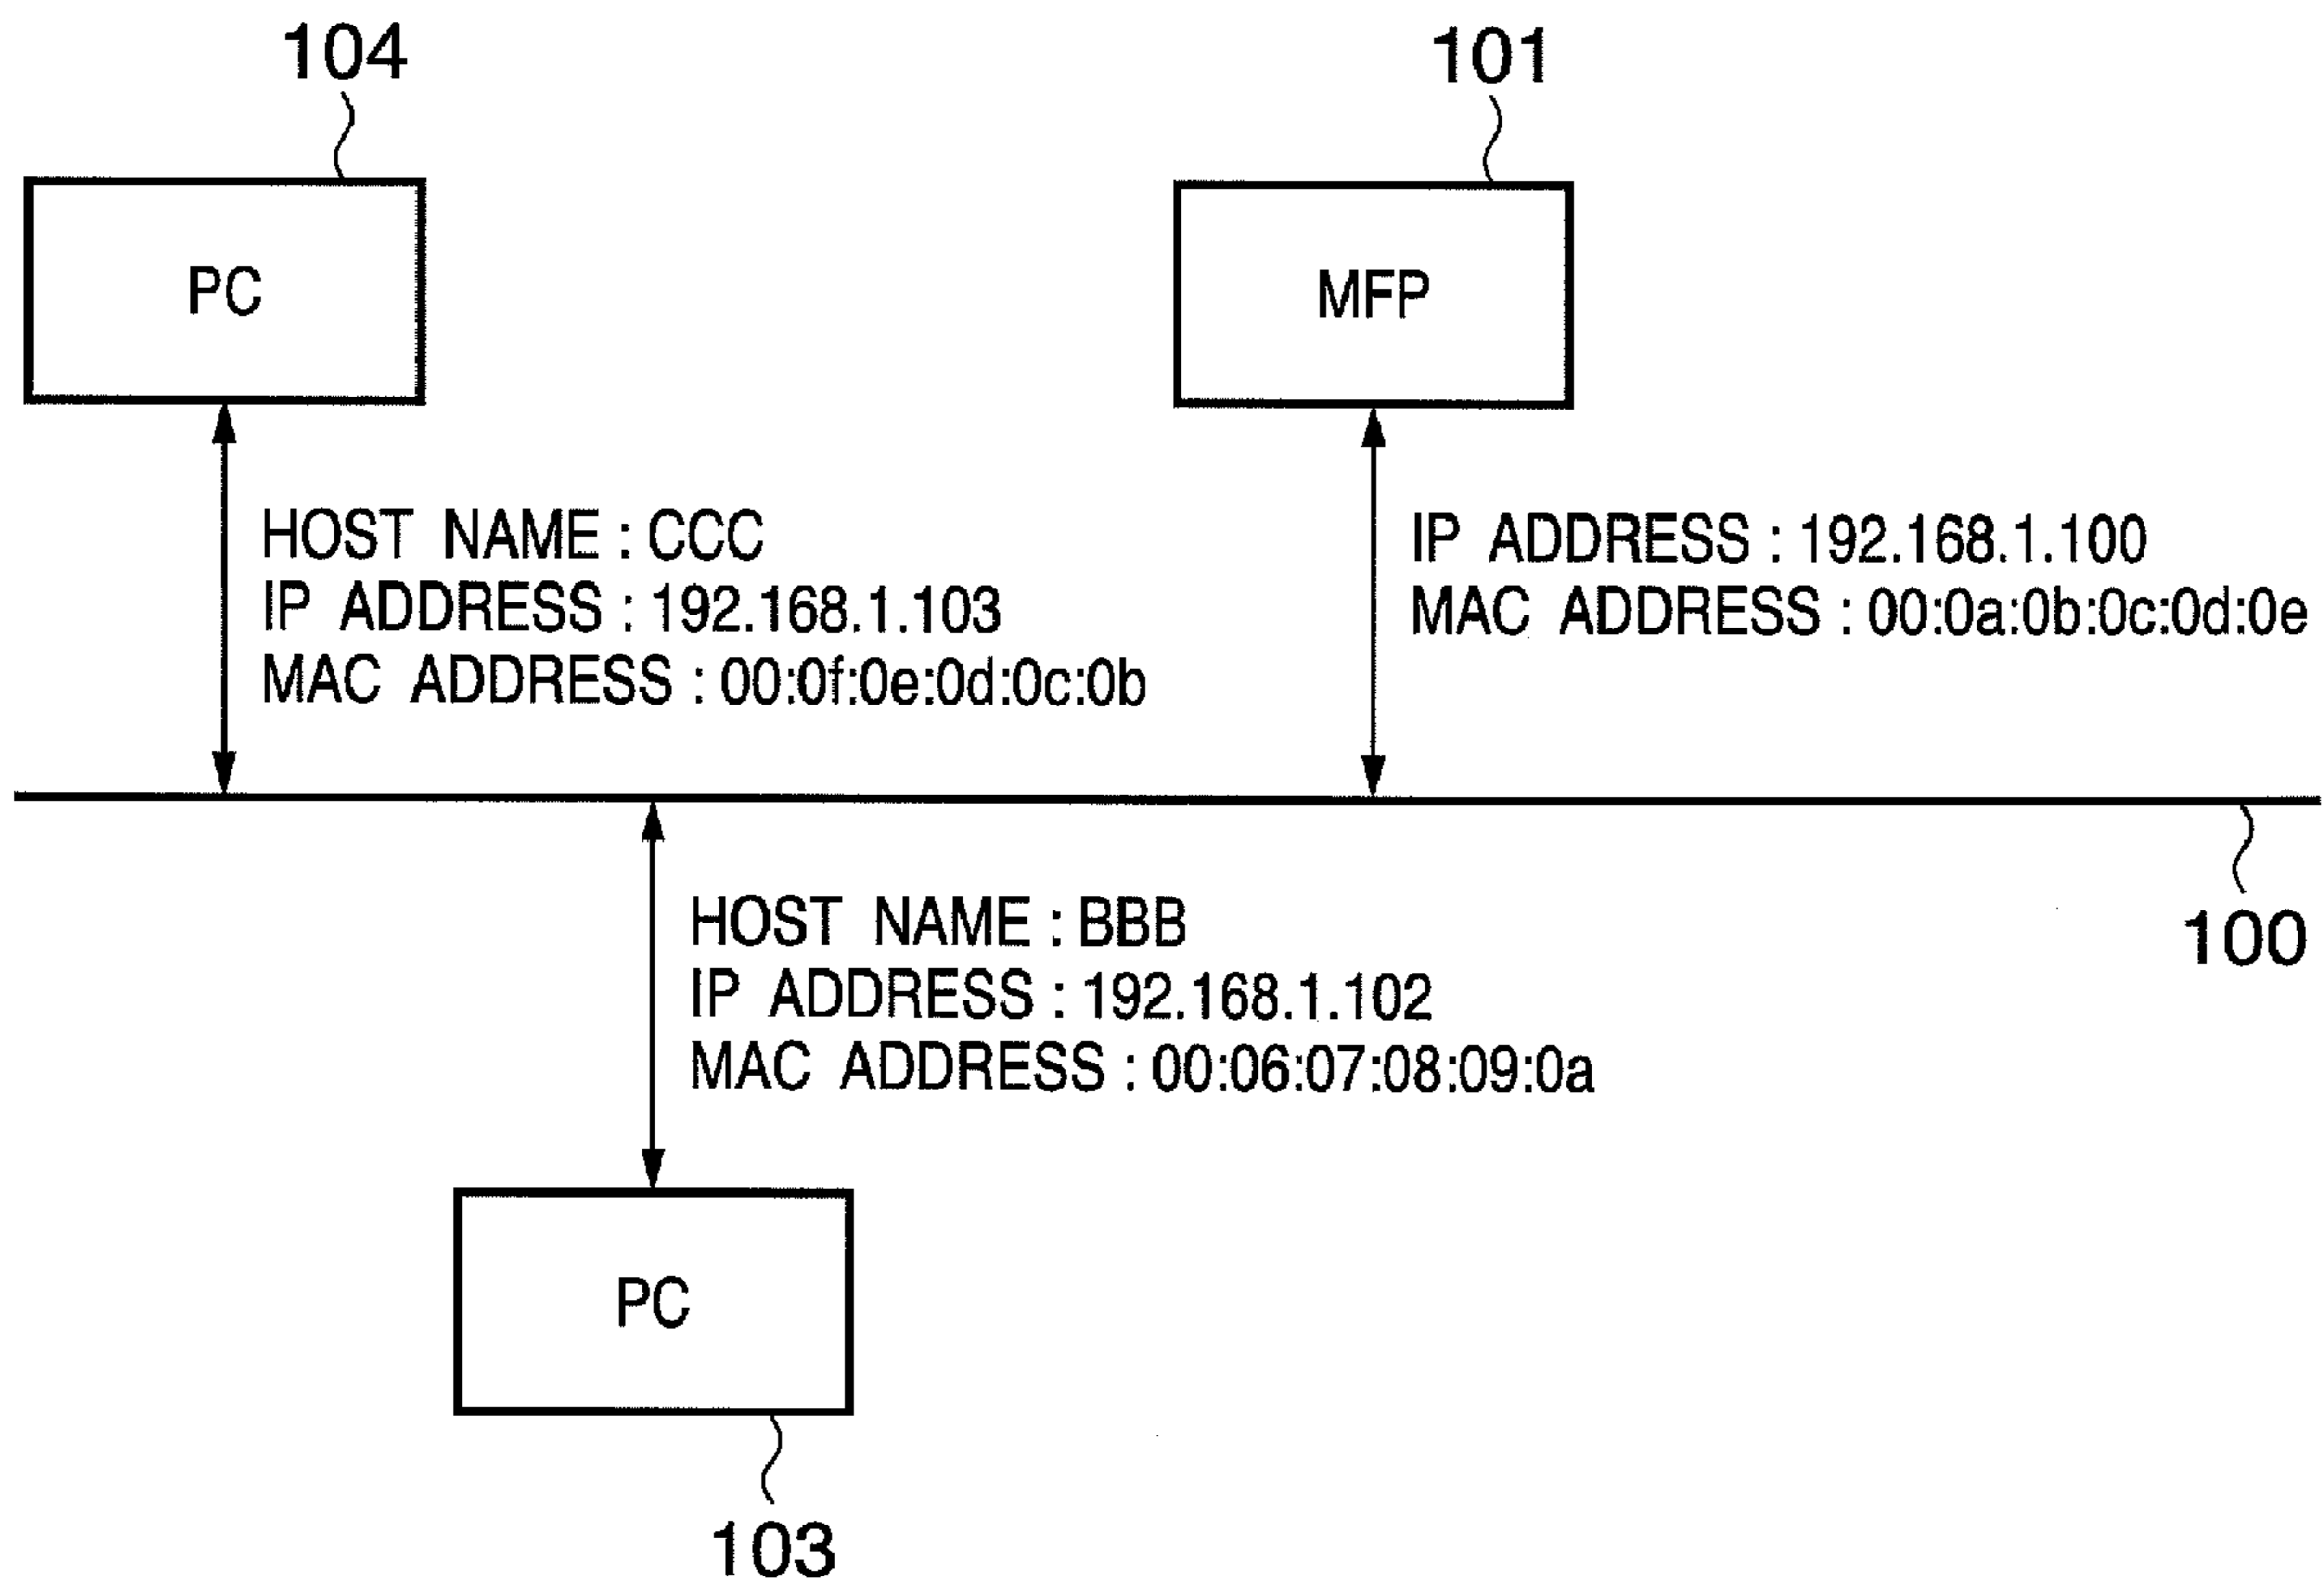 104
101
PC
MFP
HOST NAME : CCC
IP ADDRESS : 192.168.1.103
MAC ADDRESS : 00:0f:0e:0d:0c:0b
IP ADDRESS : 192.168.1.100
MAC ADDRESS : 00:0a:0b:0c:0d:0e
100
HOST NAME : BBB
IP ADDRESS : 192.168.1.102
MAC ADDRESS : 00:06:07:08:09:0a
PC
103